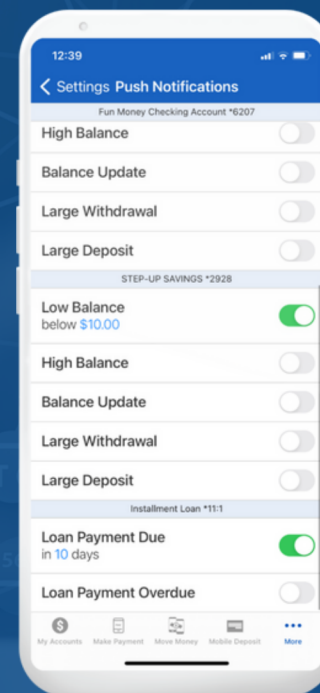 12:39
Settings Push Notifications
Fun Money Checking Account *6207
High Balance
Balance Update
Large Withdrawal
Large Deposit
STEP-UP SAVINGS *2928
Low Balance
below $10.00
High Balance
Balance Update
Large Withdrawal
Large Deposit
Installment Loan *11:1
Loan Payment Due
in 10 days
Loan Payment Overdue
My Accounts Make Payment Move Money Mobile Deposit More